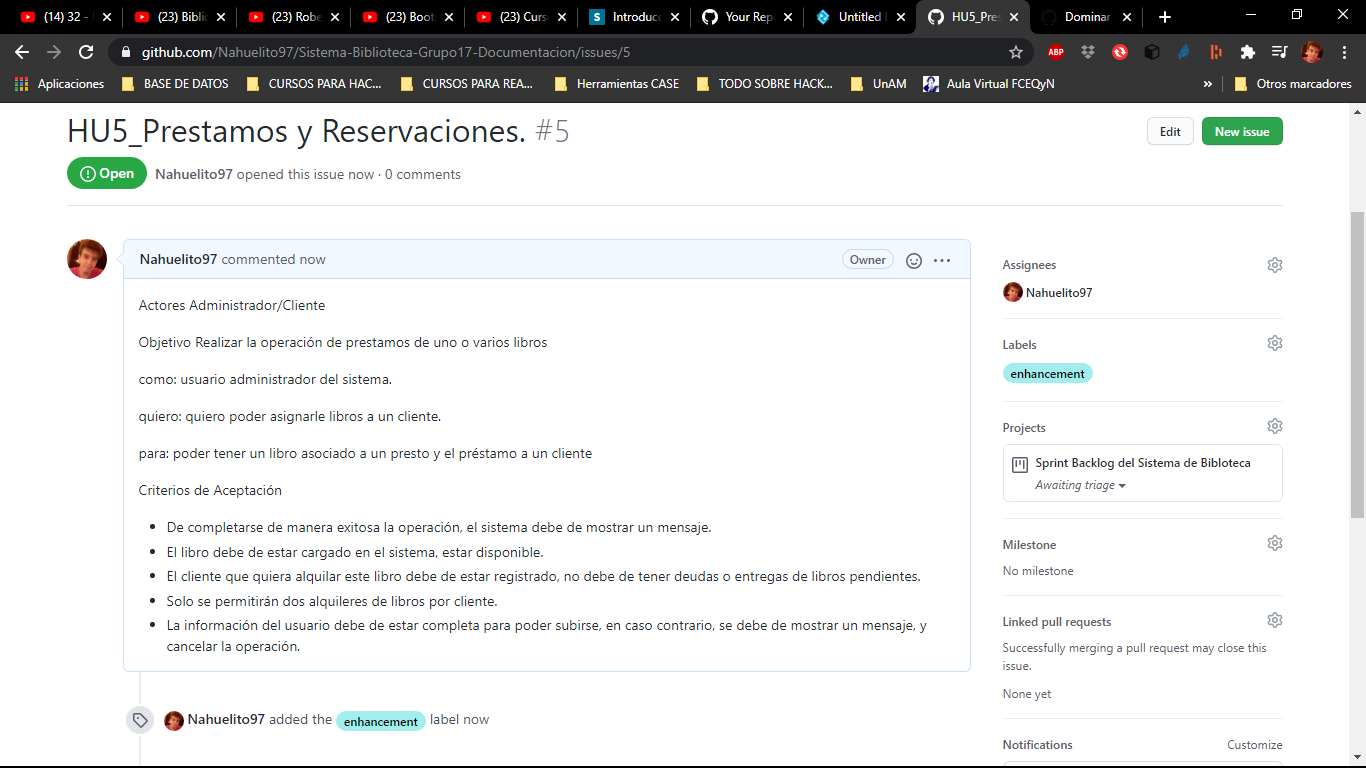 (14) 32 -
(23) Biblic
(23) Robe
(23) Boots
(23) Curs
Introducc
Your Rep
Untitled
HU5_Pres
Dominar
github.com/Nahuelito97/Sistema-Biblioteca-Grupo17-Documentacion/issues/5
ABP
Aplicaciones
BASE DE DATOS
CURSOS PARA HAC...
CURSOS PARA REA...
Herramientas CASE
TODO SOBRE HACK...
UnAM
Aula Virtual FCEQyN
»
Otros marcadores
HU5_Prestamos y Reservaciones. #5
Edit
New issue
Open
Nahuelito97 opened this issue now · 0 comments
Nahuelito97 commented now
Owner
Actores Administrador/Cliente
Objetivo Realizar la operación de prestamos de uno o varios libros
como: usuario administrador del sistema.
quiero: quiero poder asignarle libros a un cliente.
para: poder tener un libro asociado a un presto y el préstamo a un cliente
Criterios de Aceptación
• De completarse de manera exitosa la operación, el sistema debe de mostrar un mensaje.
• El libro debe de estar cargado en el sistema, estar disponible.
• El cliente que quiera alquilar este libro debe de estar registrado, no debe de tener deudas o entregas de libros pendientes.
• Solo se permitirán dos alquileres de libros por cliente.
• La información del usuario debe de estar completa para poder subirse, en caso contrario, se debe de mostrar un mensaje, y
cancelar la operación.
Nahuelito97 added the enhancement label now
Assignees
Nahuelito97
Labels
enhancement
Projects
Sprint Backlog del Sistema de Bibloteca
Awaiting triage
Milestone
No milestone
Linked pull requests
Successfully merging a pull request may close this
issue.
None yet
Notifications
Customize